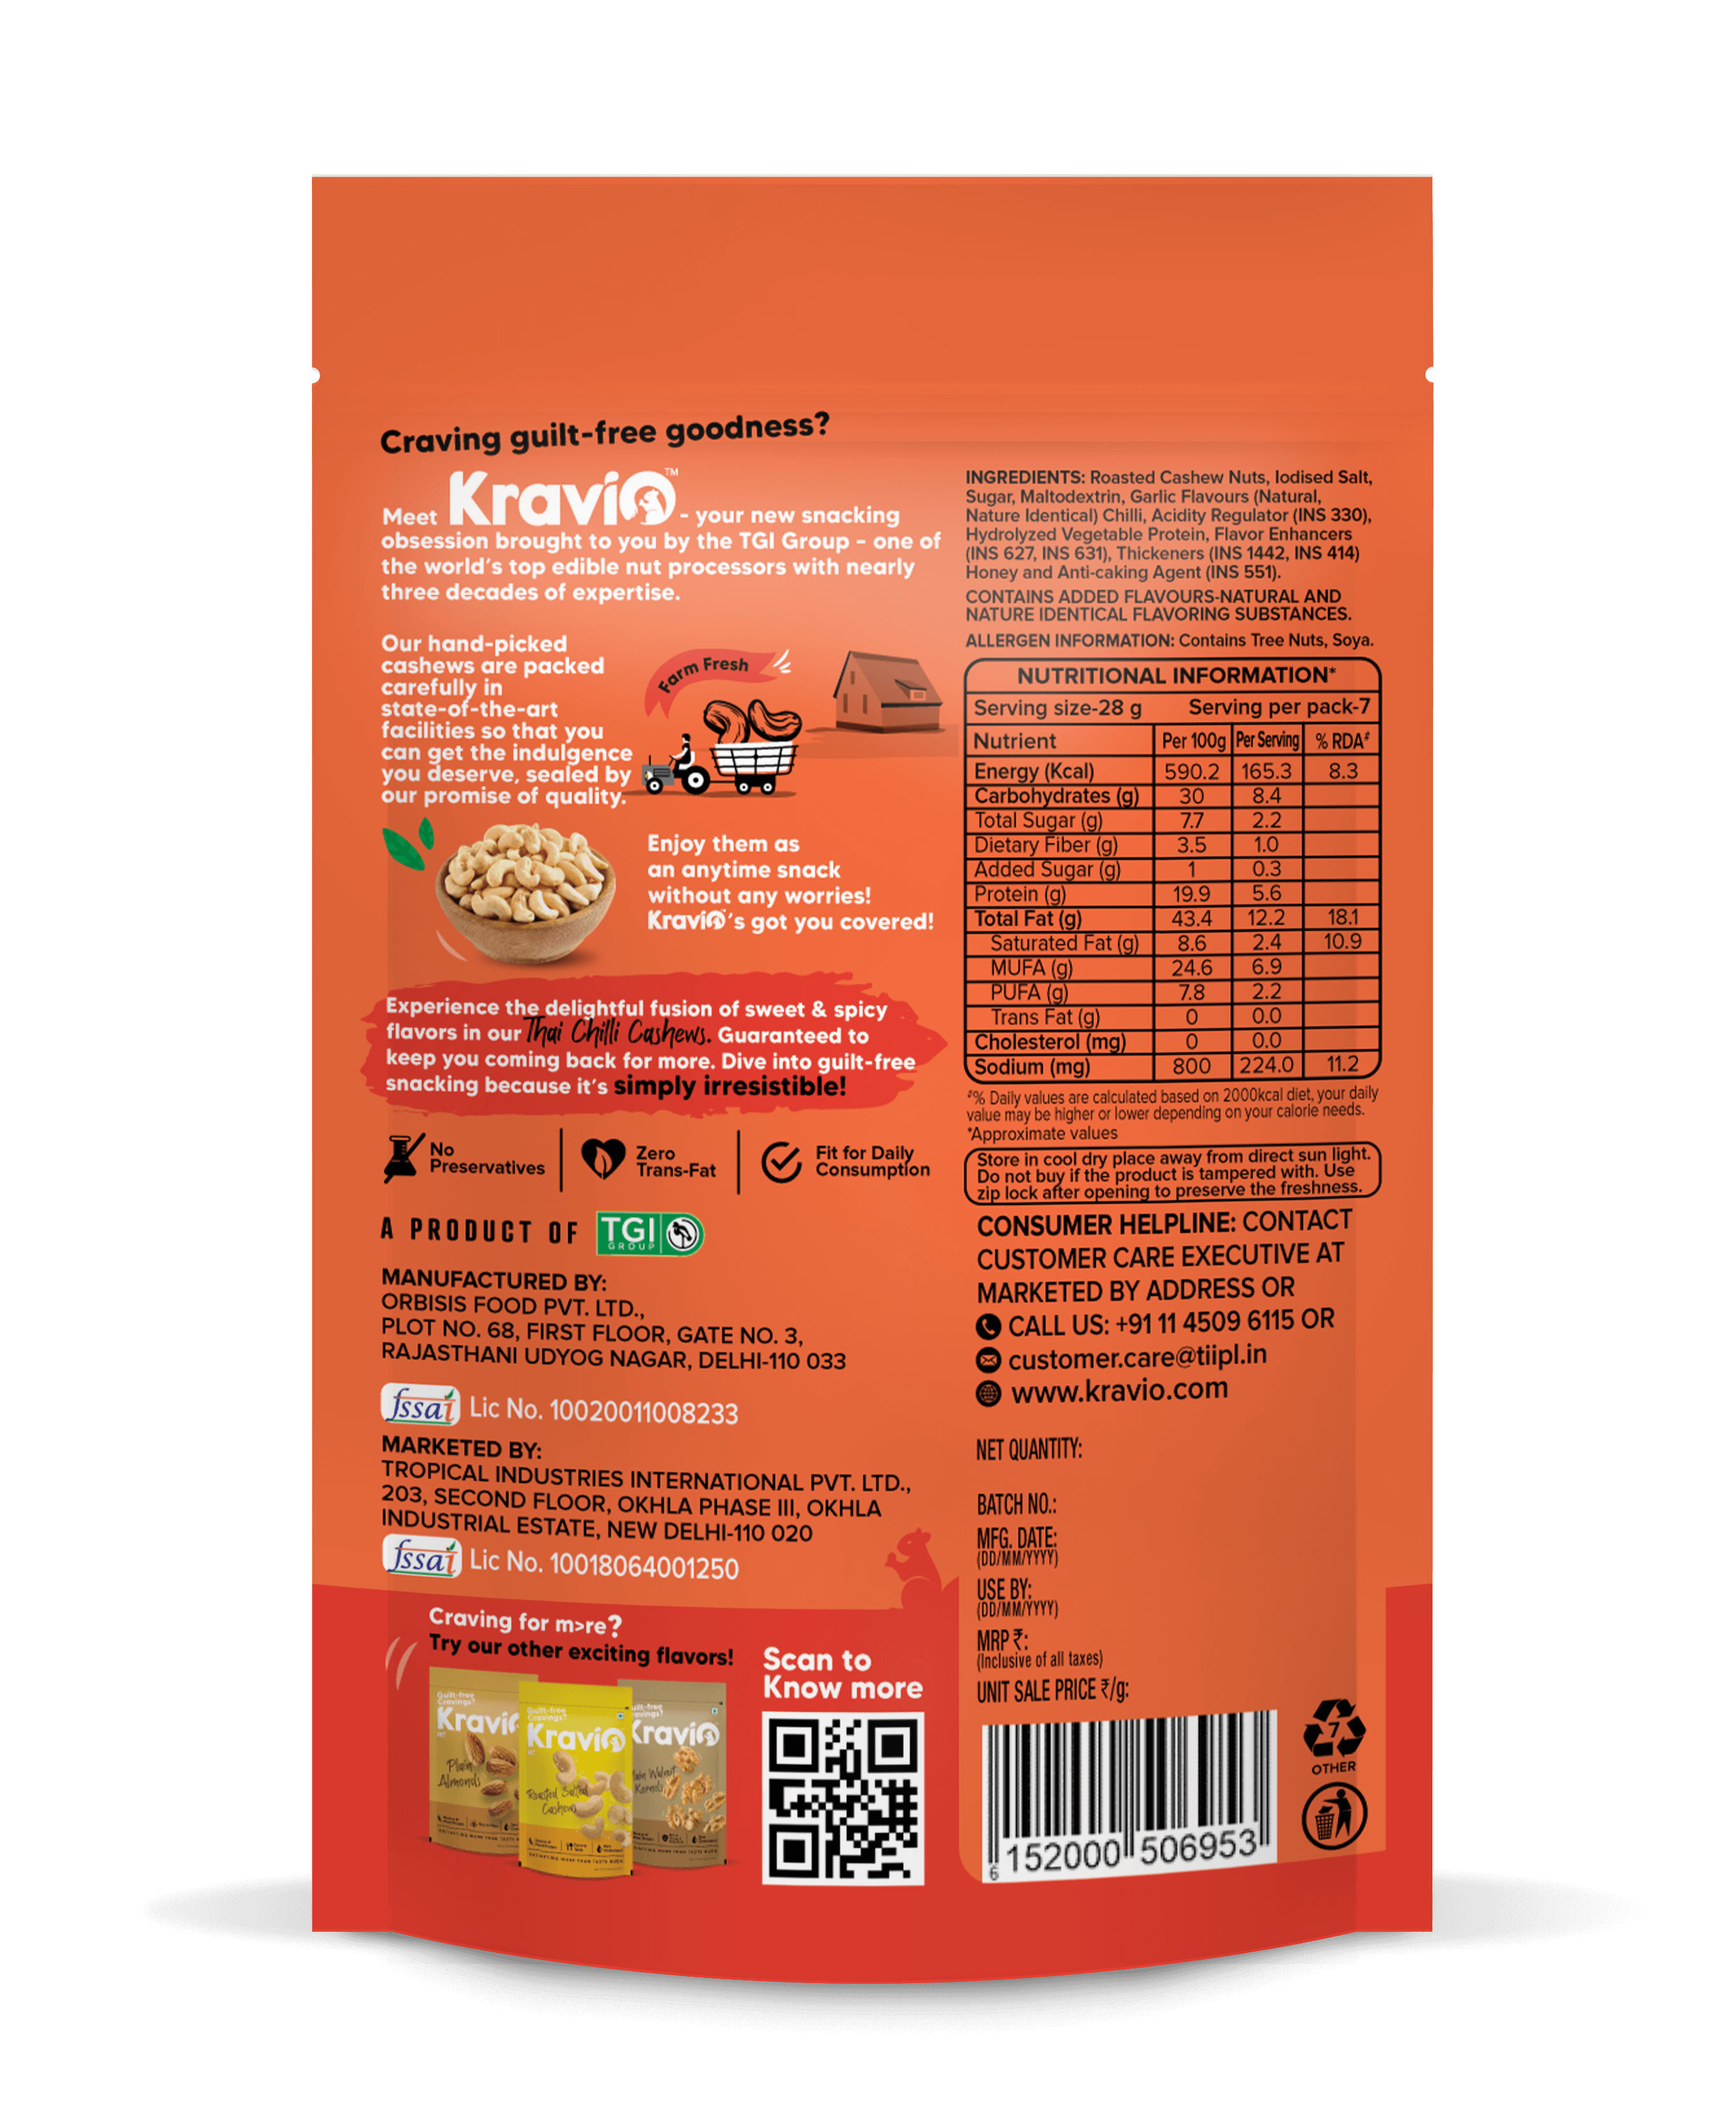 Craving guilt-free goodness?
Meet Kravio™ - your new snacking
obsession brought to you by the TGI Group - one of
the world's top edible nut processors with nearly
three decades of expertise.
Our hand-picked
cashews are packed
carefully in
state-of-the-art
facilities so that you
can get the indulgence
you deserve, sealed by
our promise of quality.
Farm Fresh
Enjoy them as
an anytime snack
without any worries!
Kravio's got you covered!
Experience the delightful fusion of sweet & spicy
flavors in our Thai Chilli Cashews. Guaranteed to
keep you coming back for more. Dive into guilt-free
snacking because it's simply irresistible!
No
Preservatives
Zero
Trans-Fat
Fit for Daily
Consumption
A PRODUCT OF TGI
GROUP
MANUFACTURED BY:
ORBISIS FOOD PVT. LTD.,
PLOT NO. 68, FIRST FLOOR, GATE NO. 3,
RAJASTHANI UDYOG NAGAR, DELHI-110 033
fssai Lic No. 10020011008233
MARKETED BY:
TROPICAL INDUSTRIES INTERNATIONAL PVT. LTD.,
203, SECOND FLOOR, OKHLA PHASE III, OKHLA
INDUSTRIAL ESTATE, NEW DELHI-110 020
fssai Lic No. 10018064001250
Craving for m>re?
Try our other exciting flavors!
Guilt-free
Cravings?
Kravio
Plain
Almonds
Guilt-free
Cravings?
Kravio
Roasted Salted
Cashews
Kravio
Walnut
Kernels
Scan to
Know more
INGREDIENTS: Roasted Cashew Nuts, Iodised Salt,
Sugar, Maltodextrin, Garlic Flavours (Natural,
Nature Identical) Chilli, Acidity Regulator (INS 330),
Hydrolyzed Vegetable Protein, Flavor Enhancers
(INS 627, INS 631), Thickeners (INS 1442, INS 414)
Honey and Anti-caking Agent (INS 551).
CONTAINS ADDED FLAVOURS-NATURAL AND
NATURE IDENTICAL FLAVORING SUBSTANCES.
ALLERGEN INFORMATION: Contains Tree Nuts, Soya.
NUTRITIONAL INFORMATION*
Serving size-28 g Serving per pack-7
Nutrient Per 100g Per Serving % RDA#
Energy (Kcal) 590.2 165.3 8.3
Carbohydrates (g) 30 8.4
Total Sugar (g) 7.7 2.2
Dietary Fiber (g) 3.5 1.0
Added Sugar (g) 1 0.3
Protein (g) 19.9 5.6
Total Fat (g) 43.4 12.2 18.1
Saturated Fat (g) 8.6 2.4 10.9
MUFA (g) 24.6 6.9
PUFA (g) 7.8 2.2
Trans Fat (g) 0 0.0
Cholesterol (mg) 0 0.0
Sodium (mg) 800 224.0 11.2
#% Daily values are calculated based on 2000kcal diet, your daily
value may be higher or lower depending on your calorie needs.
*Approximate values
Store in cool dry place away from direct sun light.
Do not buy if the product is tampered with. Use
zip lock after opening to preserve the freshness.
CONSUMER HELPLINE: CONTACT
CUSTOMER CARE EXECUTIVE AT
MARKETED BY ADDRESS OR
CALL US: +91 11 4509 6115 OR
customer.care@tiipl.in
www.kravio.com
NET QUANTITY:
BATCH NO.:
MFG. DATE:
(DD/MM/YYYY)
USE BY:
(DD/MM/YYYY)
MRP ₹:
(Inclusive of all taxes)
UNIT SALE PRICE ₹/g:
6 152000 506953
7
OTHER